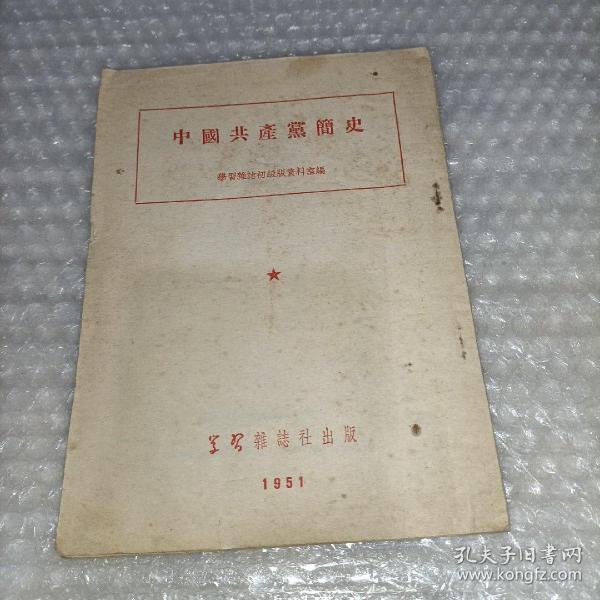 中國共產黨簡史
學習雜誌初級版資料室編
学习雜誌社出版
1951
孔夫子旧书网
www.kongfz.com